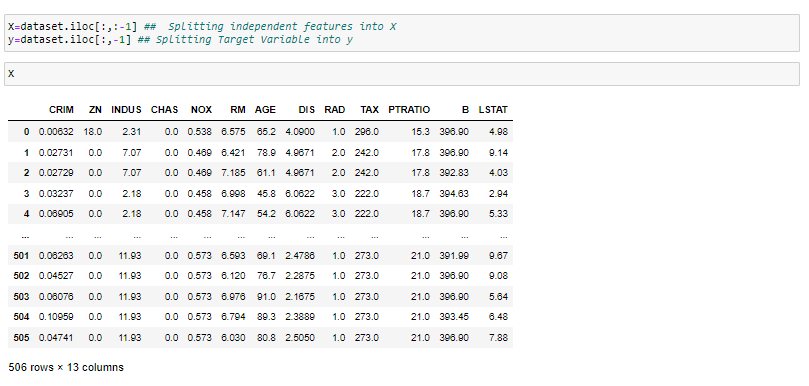 X=dataset.iloc[:,:-1] ## Splitting independent features into X
y=dataset.iloc[:,-1] ## Splitting Target Variable into y
X
CRIM ZN INDUS CHAS NOX RM AGE DIS RAD TAX PTRATIO B LSTAT
0 0.00632 18.0 2.31 0.0 0.538 6.575 65.2 4.0900 1.0 296.0 15.3 396.90 4.98
1 0.02731 0.0 7.07 0.0 0.469 6.421 78.9 4.9671 2.0 242.0 17.8 396.90 9.14
2 0.02729 0.0 7.07 0.0 0.469 7.185 61.1 4.9671 2.0 242.0 17.8 392.83 4.03
3 0.03237 0.0 2.18 0.0 0.458 6.998 45.8 6.0622 3.0 222.0 18.7 394.63 2.94
4 0.06905 0.0 2.18 0.0 0.458 7.147 54.2 6.0622 3.0 222.0 18.7 396.90 5.33
... ... ... ... ... ... ... ... ... ... ... ... ... ...
501 0.06263 0.0 11.93 0.0 0.573 6.593 69.1 2.4786 1.0 273.0 21.0 391.99 9.67
502 0.04527 0.0 11.93 0.0 0.573 6.120 76.7 2.2875 1.0 273.0 21.0 396.90 9.08
503 0.06076 0.0 11.93 0.0 0.573 6.976 91.0 2.1675 1.0 273.0 21.0 396.90 5.64
504 0.10959 0.0 11.93 0.0 0.573 6.794 89.3 2.3889 1.0 273.0 21.0 393.45 6.48
505 0.04741 0.0 11.93 0.0 0.573 6.030 80.8 2.5050 1.0 273.0 21.0 396.90 7.88
506 rows × 13 columns